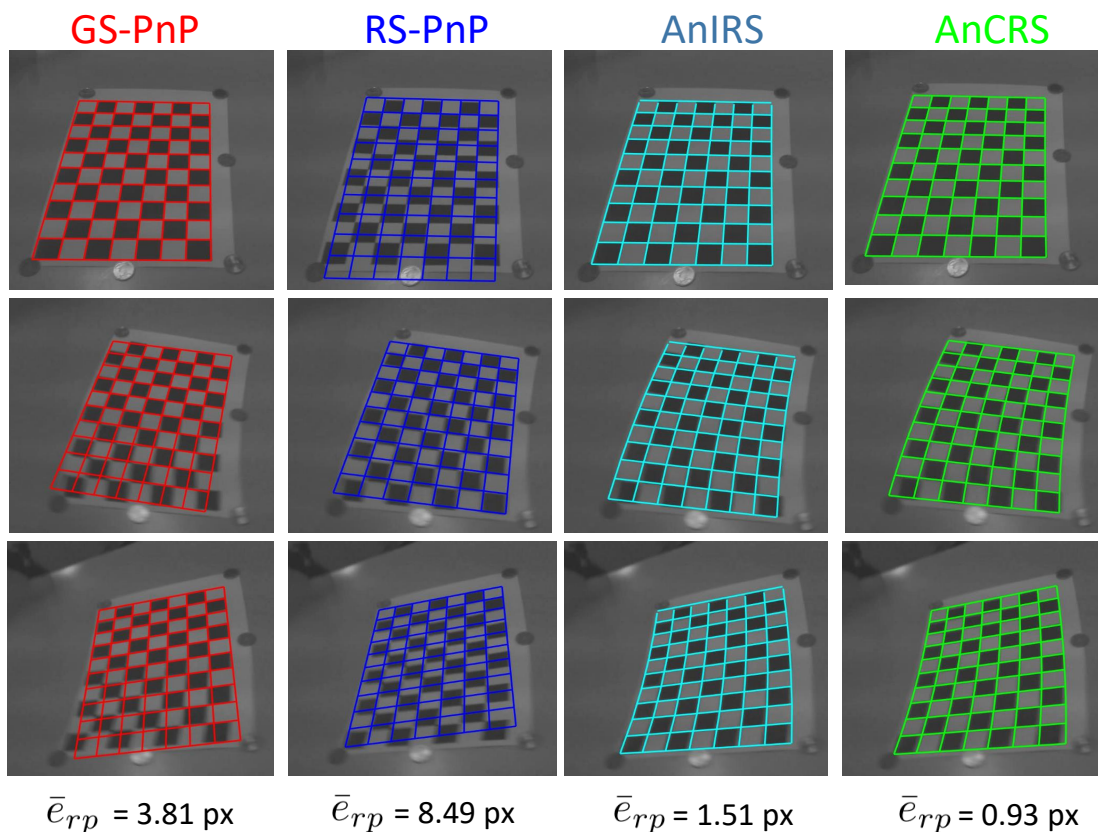 GS-PnP RS-PnP AnIRS AnCRS
ē_rp = 3.81 px ē_rp = 8.49 px ē_rp = 1.51 px ē_rp = 0.93 px